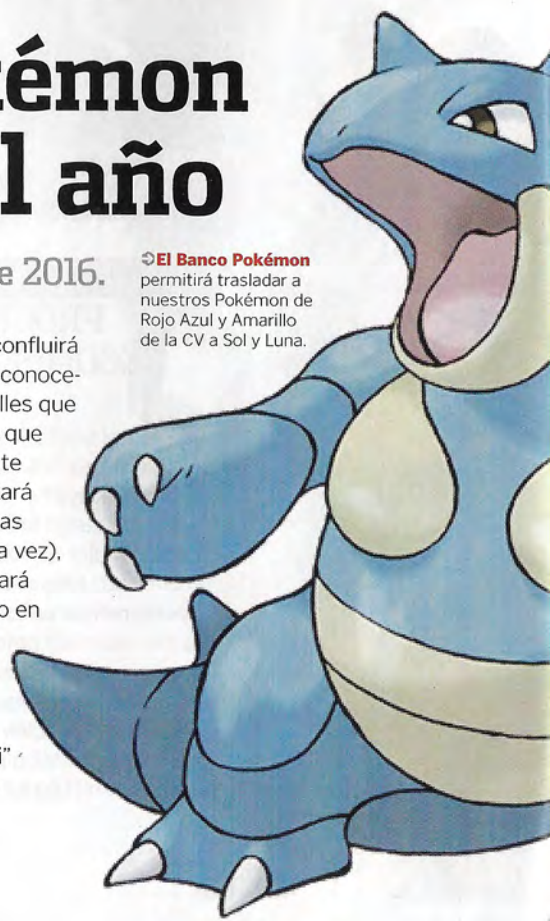 émon
l año
e 2016.
El Banco Pokémon
permitirá trasladar a
nuestros Pokémon de
Rojo Azul y Amarillo
de la CV a Sol y Luna.
confluirá
conoce-
lles que
que
te
ará
as
a vez),
ará
o en
i”